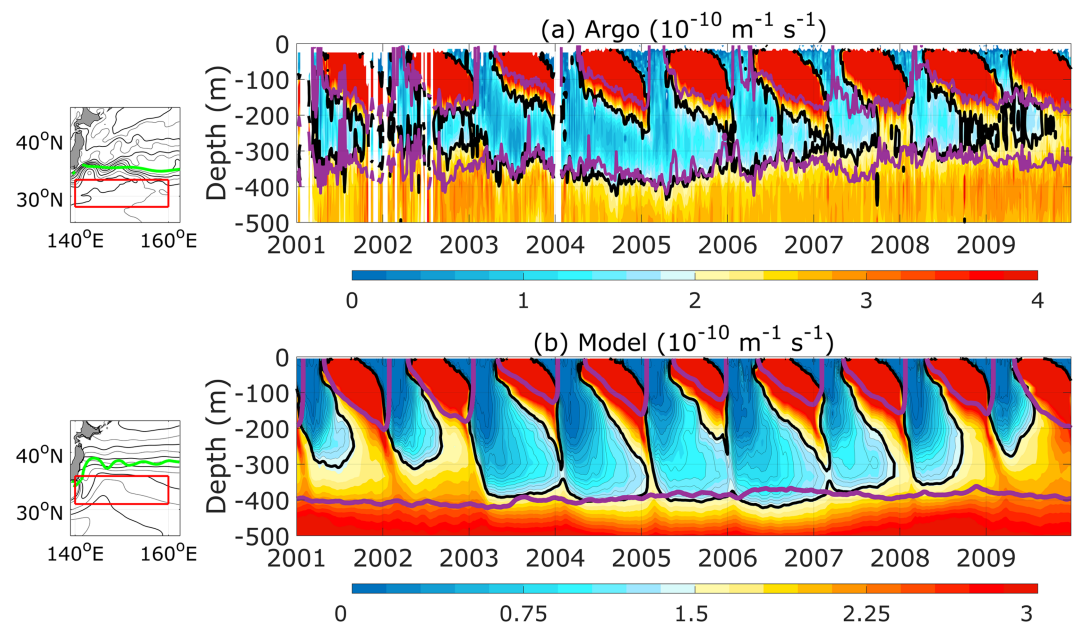 (a) Argo (10⁻¹⁰ m⁻¹ s⁻¹)
0
-100
-200
-300
-400
-500
Depth (m)
2001 2002 2003 2004 2005 2006 2007 2008 2009
0 1 2 3 4
40°N
30°N
140°E 160°E
(b) Model (10⁻¹⁰ m⁻¹ s⁻¹)
0
-100
-200
-300
-400
-500
Depth (m)
2001 2002 2003 2004 2005 2006 2007 2008 2009
0 0.75 1.5 2.25 3
40°N
30°N
140°E 160°E